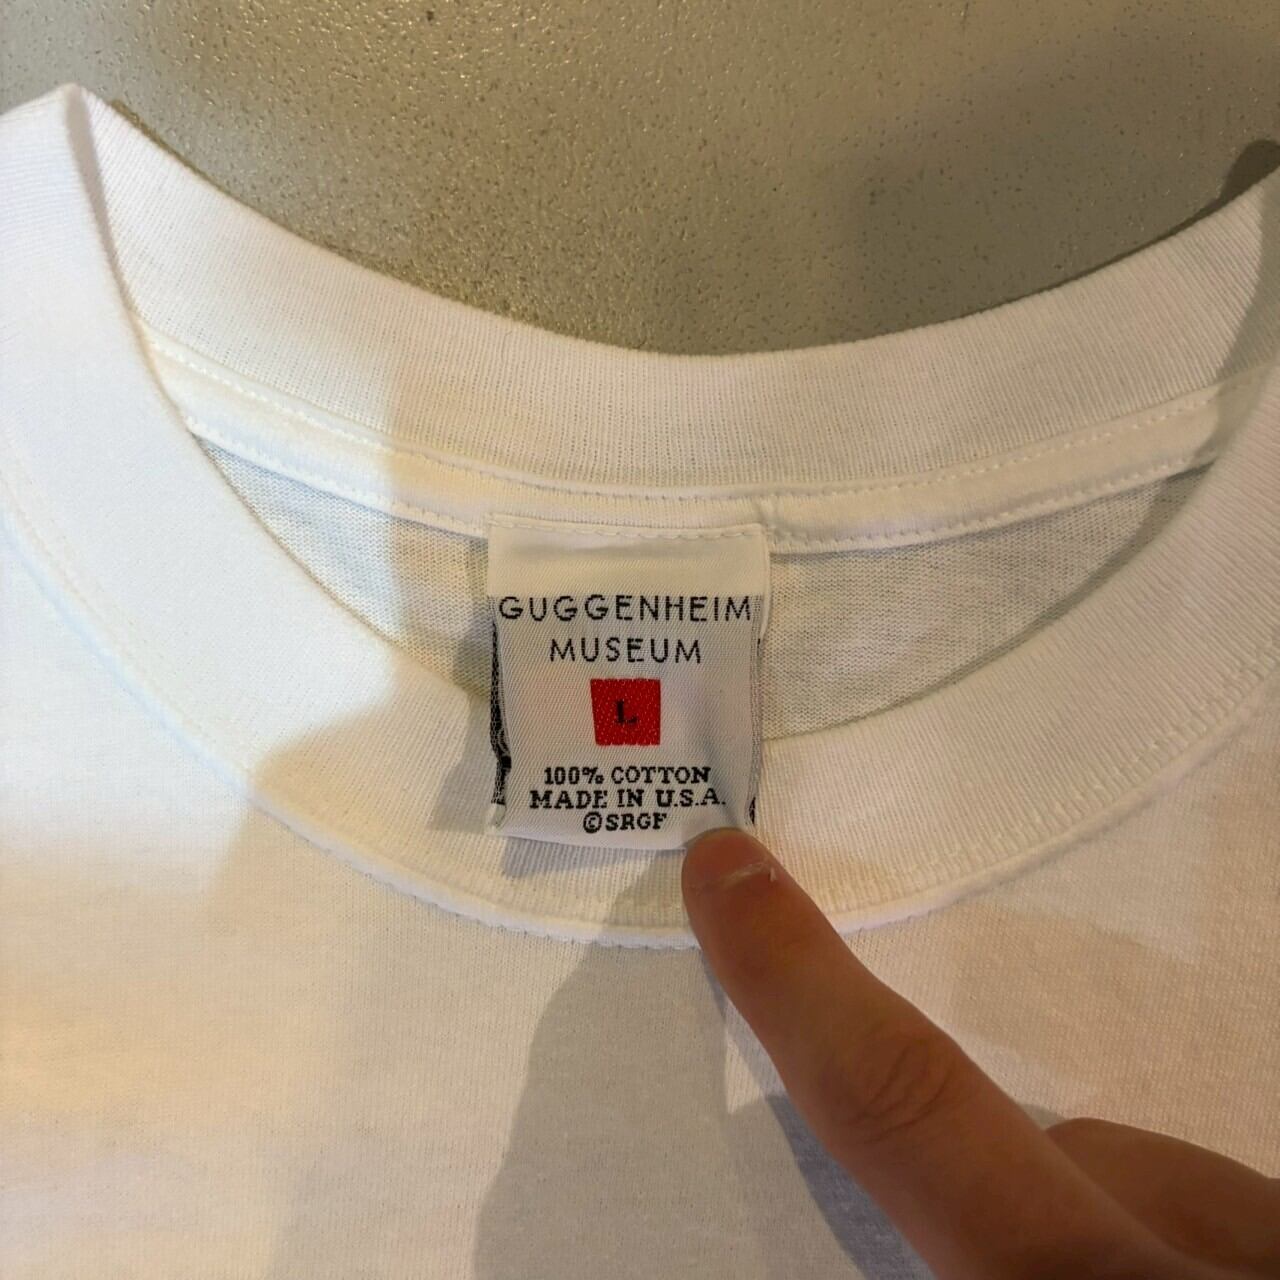 GUGGENHEIM
MUSEUM
L
100% COTTON
MADE IN U.S.A.
©SRGF